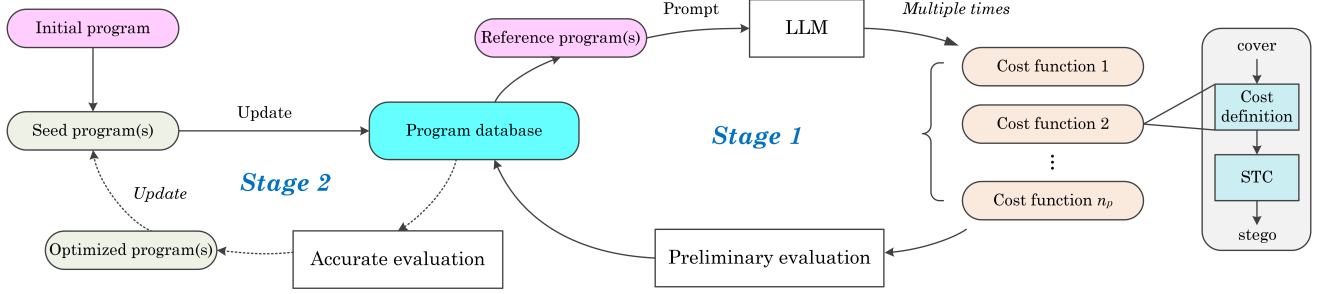 Initial program
Seed program(s)
Update
Program database
Reference program(s)
Prompt
LLM
Multiple times
Stage 1
Cost function 1
Cost function 2
⋮
Cost function nₚ
cover
Cost
definition
STC
stego
Stage 2
Update
Optimized program(s)
Accurate evaluation
Preliminary evaluation